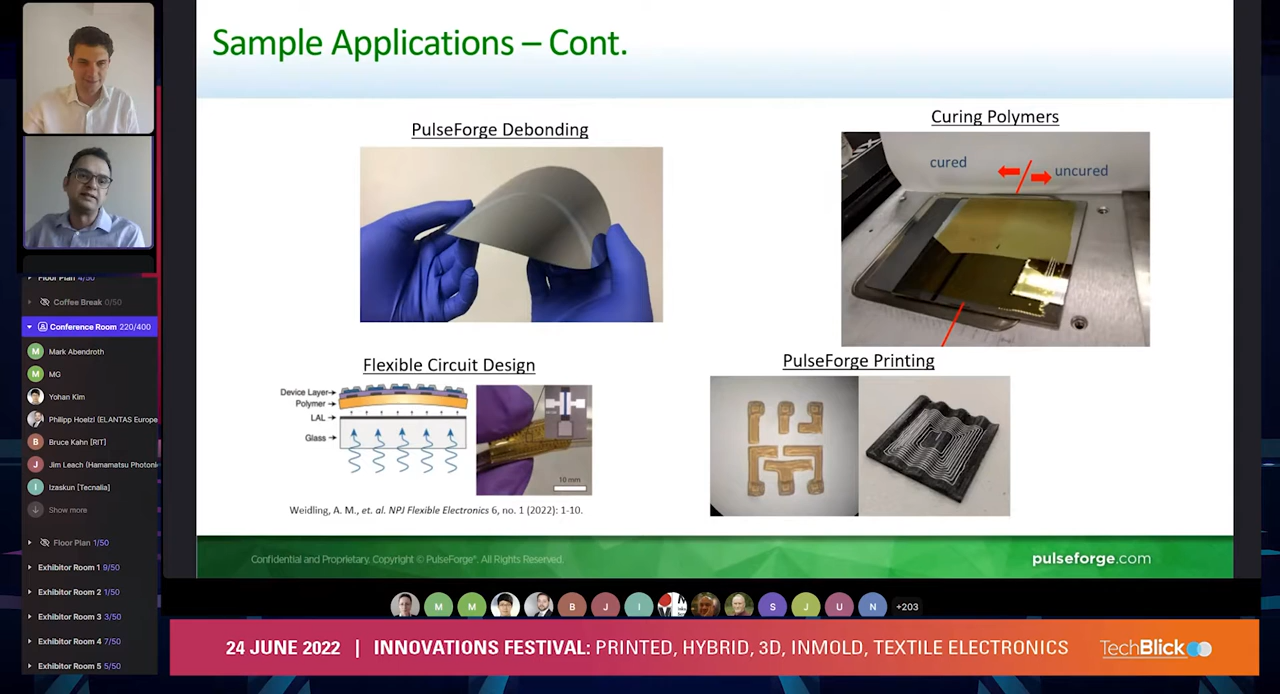 Sample Applications – Cont.
PulseForge Debonding
Curing Polymers
cured
uncured
Flexible Circuit Design
Device Layer
Polymer
LAL
Glass
10 mm
Weidling, A. M., et. al. NPJ Flexible Electronics 6, no. 1 (2022): 1-10.
PulseForge Printing
Confidential and Proprietary. Copyright © PulseForge®. All Rights Reserved.
pulseforge.com
Floor Plan 4/50
Coffee Break 0/50
Conference Room 220/400
M Mark Abendroth
M MG
Yohan Kim
Philipp Hoelzl (ELANTAS Europe
B Bruce Kahn [RIT]
J Jim Leach (Hamamatsu Photoni
I Izaskun [Tecnalia]
Show more
Floor Plan 1/50
Exhibitor Room 1 9/50
Exhibitor Room 2 1/50
Exhibitor Room 3 3/50
Exhibitor Room 4 7/50
Exhibitor Room 5 5/50
M M B J I S J U N +203
24 JUNE 2022 | INNOVATIONS FESTIVAL: PRINTED, HYBRID, 3D, INMOLD, TEXTILE ELECTRONICS
TechBlick